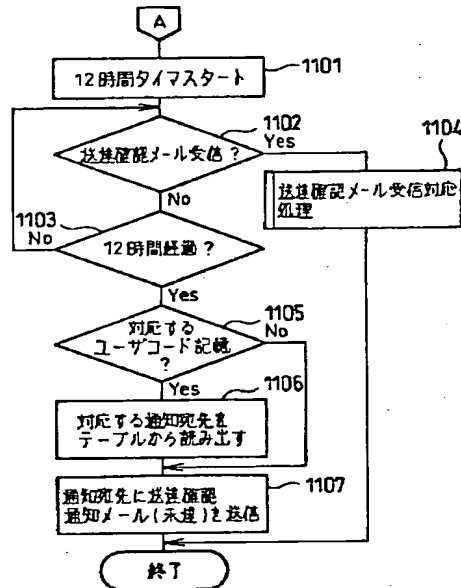 A
12時間タイマスタート
1101
送達確認メール受信？
1102
Yes
No
1104
送達確認メール受信対応
処理
1103
No
12時間経過？
Yes
1105
対応する
ユーザコード記憶
？
No
Yes
1106
対応する通知宛先を
テーブルから読み出す
1107
通知宛先に送達確認
通知メール(未達)を送信
終了